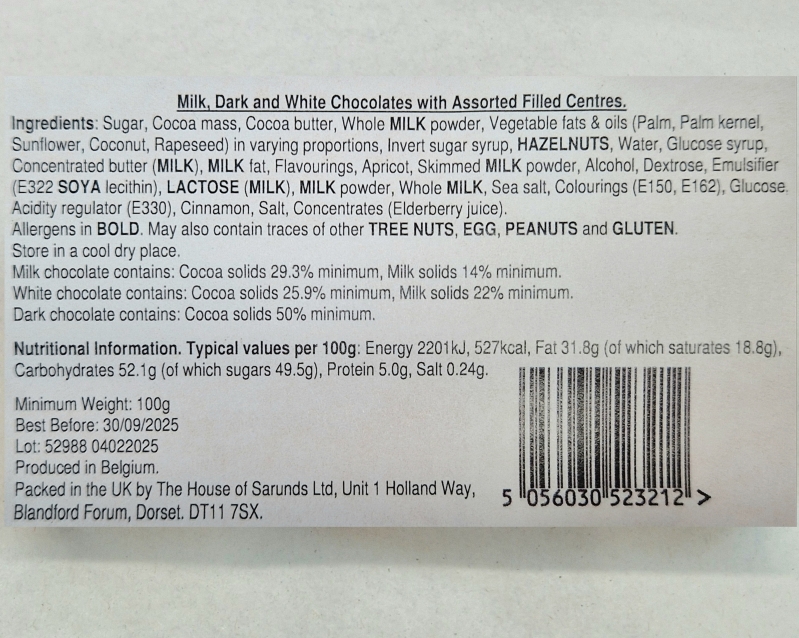 Milk, Dark and White Chocolates with Assorted Filled Centres.
Ingredients: Sugar, Cocoa mass, Cocoa butter, Whole MILK powder, Vegetable fats & oils (Palm, Palm kernel,
Sunflower, Coconut, Rapeseed) in varying proportions, Invert sugar syrup, HAZELNUTS, Water, Glucose syrup,
Concentrated butter (MILK), MILK fat, Flavourings, Apricot, Skimmed MILK powder, Alcohol, Dextrose, Emulsifier
(E322 SOYA lecithin), LACTOSE (MILK), MILK powder, Whole MILK, Sea salt, Colourings (E150, E162), Glucose.
Acidity regulator (E330), Cinnamon, Salt, Concentrates (Elderberry juice).
Allergens in BOLD. May also contain traces of other TREE NUTS, EGG, PEANUTS and GLUTEN.
Store in a cool dry place.
Milk chocolate contains: Cocoa solids 29.3% minimum, Milk solids 14% minimum.
White chocolate contains: Cocoa solids 25.9% minimum, Milk solids 22% minimum.
Dark chocolate contains: Cocoa solids 50% minimum.
Nutritional Information. Typical values per 100g: Energy 2201kJ, 527kcal, Fat 31.8g (of which saturates 18.8g),
Carbohydrates 52.1g (of which sugars 49.5g), Protein 5.0g, Salt 0.24g.
Minimum Weight: 100g
Best Before: 30/09/2025
Lot: 52988 04022025
Produced in Belgium.
Packed in the UK by The House of Sarunds Ltd, Unit 1 Holland Way,
Blandford Forum, Dorset. DT11 7SX.
5 056030 523212 >